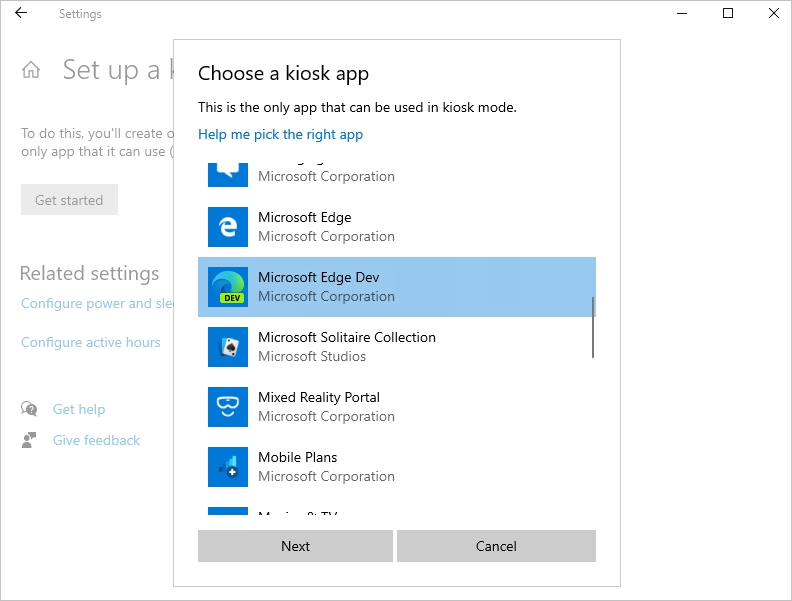 Settings
Set up a k
To do this, you'll create o
only app that it can use (
Get started
Related settings
Configure power and slee
Configure active hours
Get help
Give feedback
Choose a kiosk app
This is the only app that can be used in kiosk mode.
Help me pick the right app
Microsoft Corporation
Microsoft Edge
Microsoft Corporation
DEV
Microsoft Edge Dev
Microsoft Corporation
Microsoft Solitaire Collection
Microsoft Studios
Mixed Reality Portal
Microsoft Corporation
Mobile Plans
Microsoft Corporation
Movies & TV
Next
Cancel